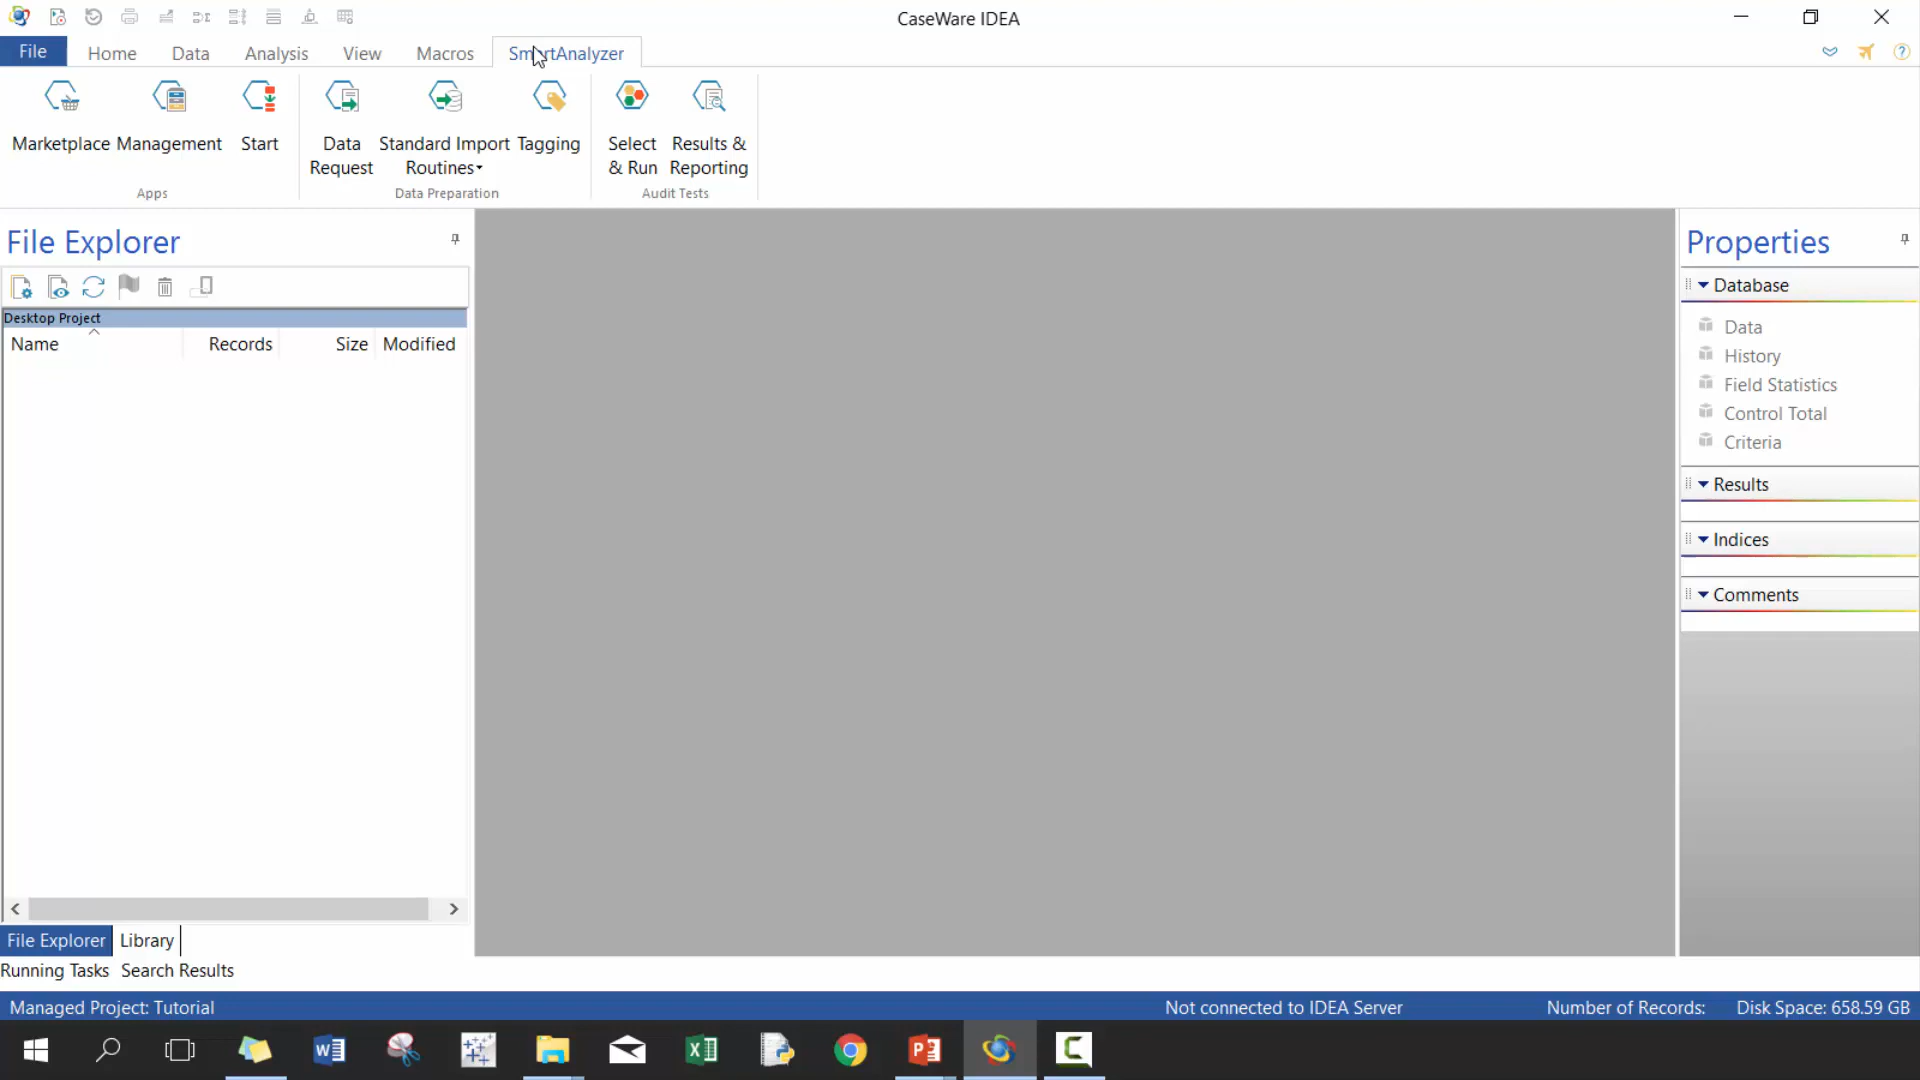 CaseWare IDEA
File Home Data Analysis View Macros SmartAnalyzer
Marketplace Management Start Data Request Standard Import Routines Tagging Select & Run Results & Reporting
Apps Data Preparation Audit Tests
File Explorer
Desktop Project
Name Records Size Modified
File Explorer Library
Running Tasks Search Results
Properties
Database
Data
History
Field Statistics
Control Total
Criteria
Results
Indices
Comments
Managed Project: Tutorial Not connected to IDEA Server Number of Records: Disk Space: 658.59 GB